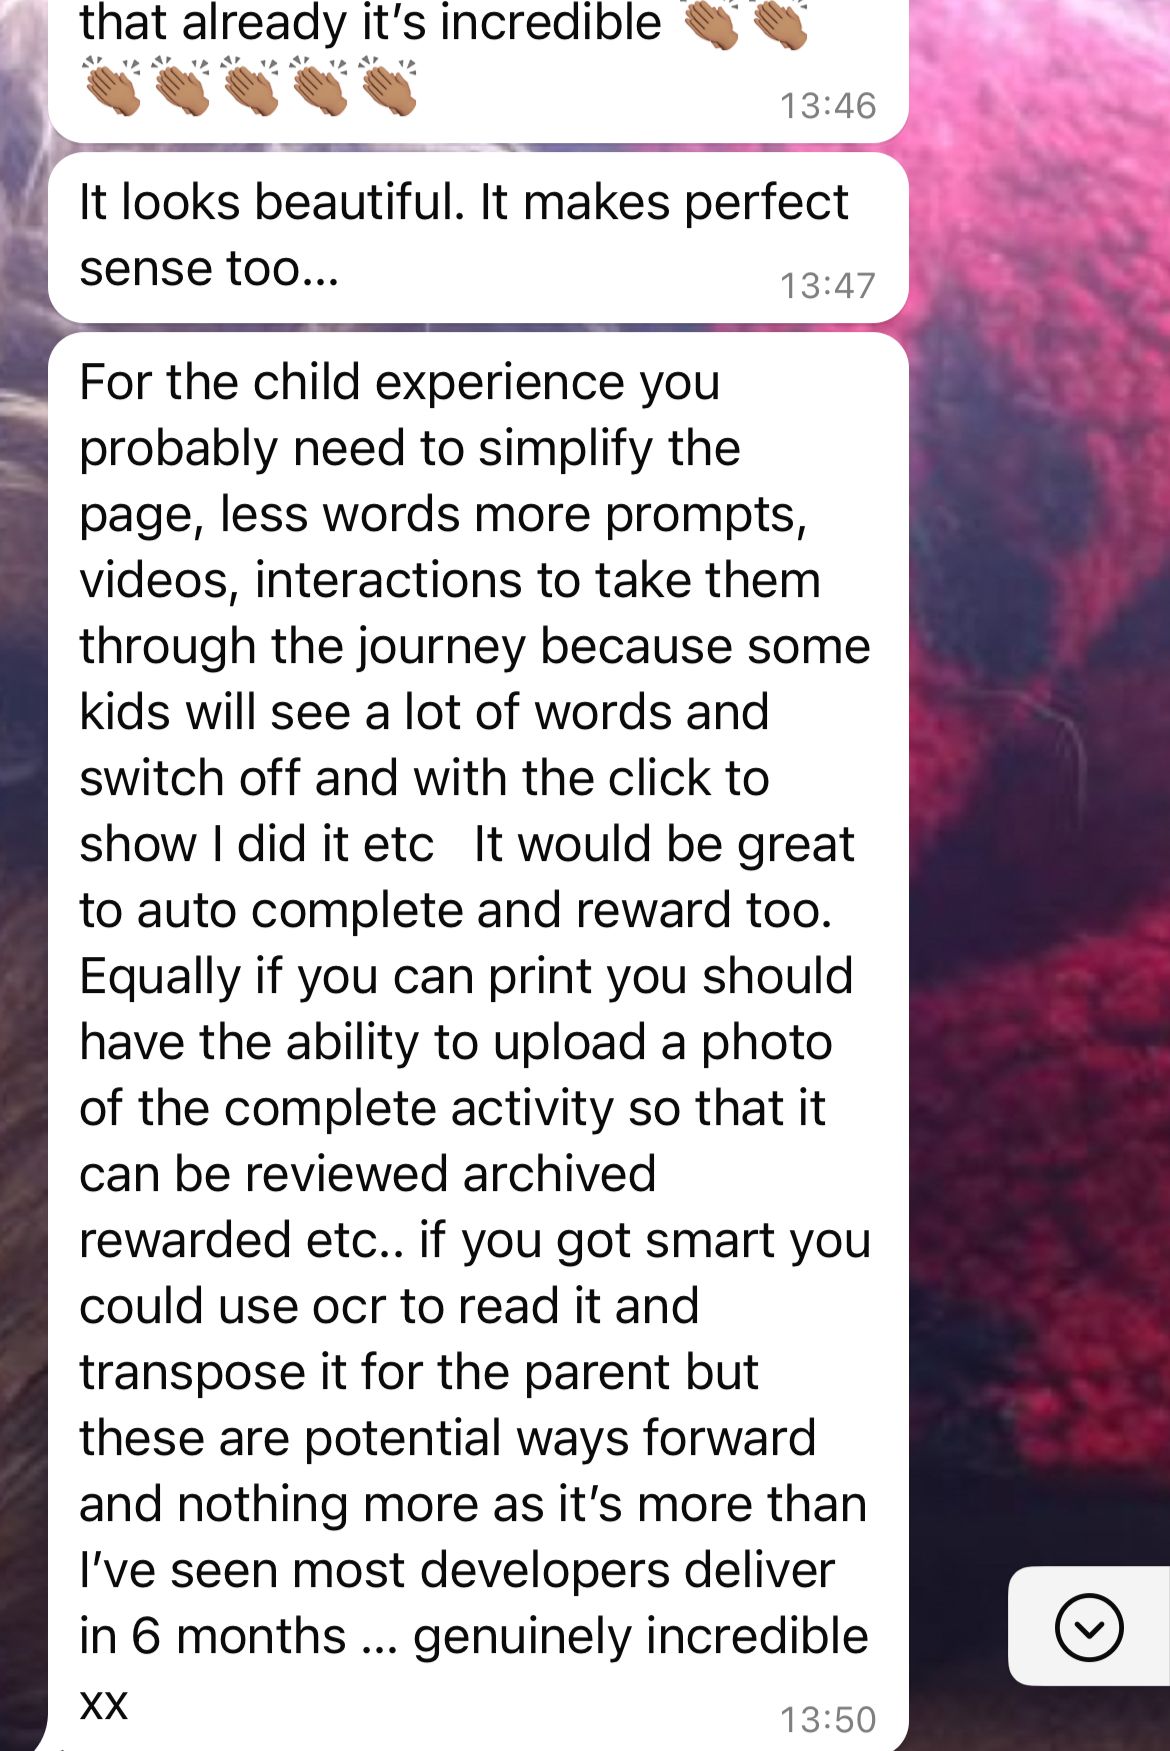 that already it’s incredible 👏🏽👏🏽
👏🏽👏🏽👏🏽👏🏽👏🏽
13:46
It looks beautiful. It makes perfect
sense too...
13:47
For the child experience you
probably need to simplify the
page, less words more prompts,
videos, interactions to take them
through the journey because some
kids will see a lot of words and
switch off and with the click to
show I did it etc   It would be great
to auto complete and reward too.
Equally if you can print you should
have the ability to upload a photo
of the complete activity so that it
can be reviewed archived
rewarded etc.. if you got smart you
could use ocr to read it and
transpose it for the parent but
these are potential ways forward
and nothing more as it’s more than
I’ve seen most developers deliver
in 6 months ... genuinely incredible
xx
13:50